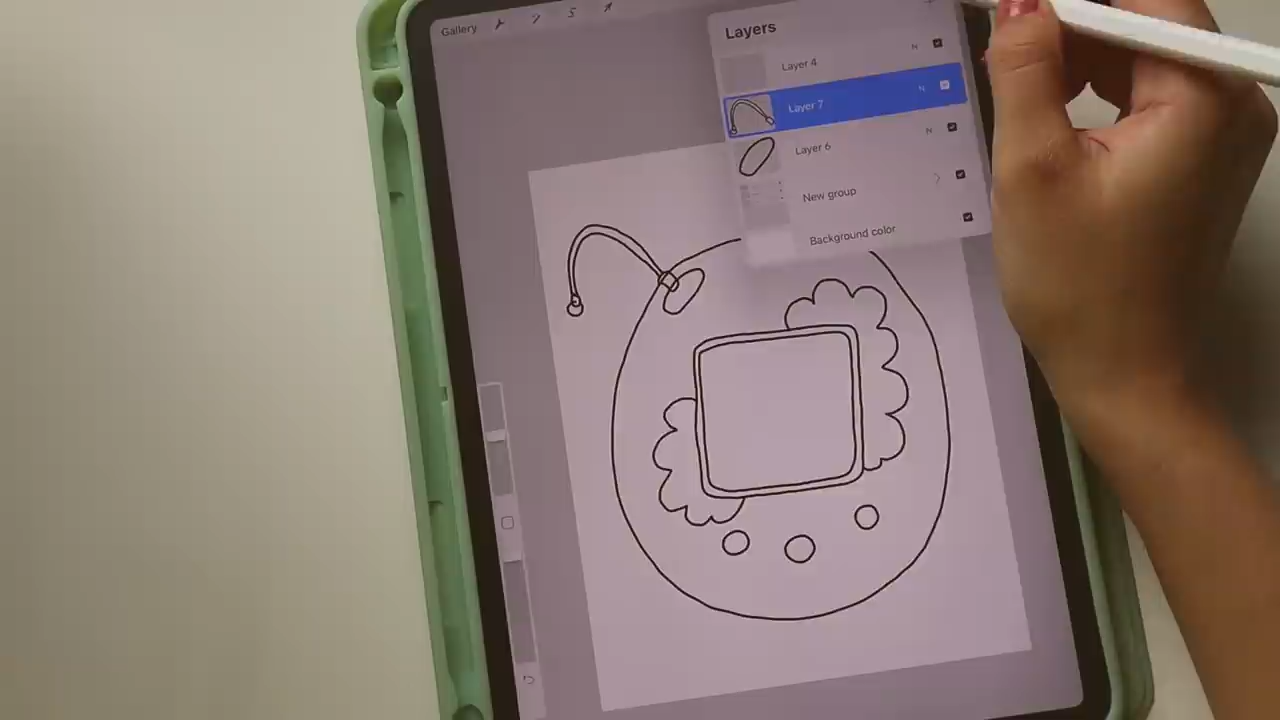 Gallery
Layers
Layer 4
N
Layer 7
N
Layer 6
N
New group
Background color